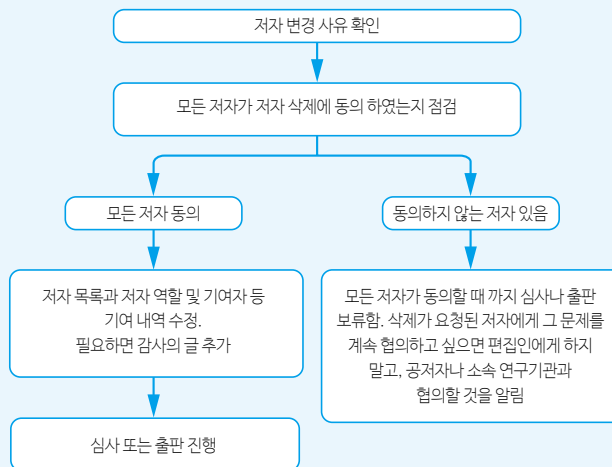 저자 변경 사유 확인
모든 저자가 저자 삭제에 동의 하였는지 점검
모든 저자 동의
동의하지 않는 저자 있음
저자 목록과 저자 역할 및 기여자 등
기여 내역 수정.
필요하면 감사의 글 추가
모든 저자가 동의할 때 까지 심사나 출판
보류함. 삭제가 요청된 저자에게 그 문제를
계속 협의하고 싶으면 편집인에게 하지
말고, 공저자나 소속 연구기관과
협의할 것을 알림
심사 또는 출판 진행